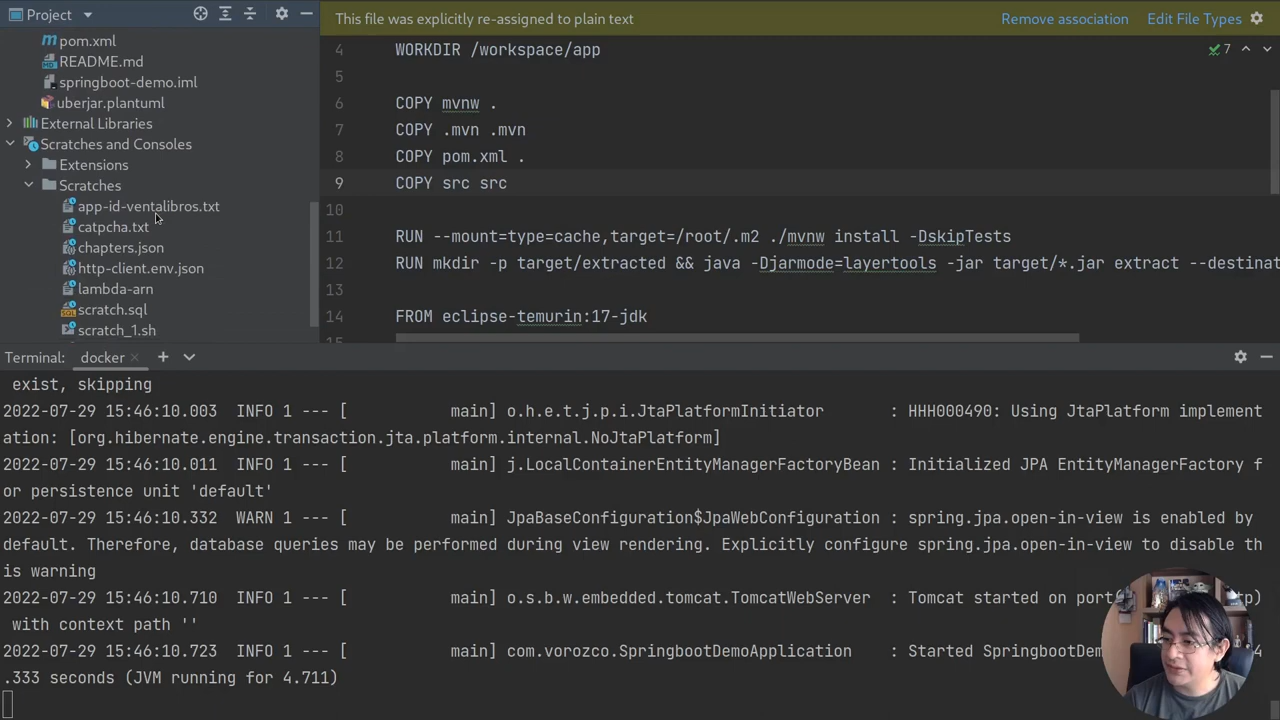 Project
This file was explicitly re-assigned to plain text
Remove association
Edit File Types
pom.xml
README.md
springboot-demo.iml
uberjar.plantuml
External Libraries
Scratches and Consoles
Extensions
Scratches
app-id-ventalibros.txt
catpcha.txt
chapters.json
http-client.env.json
lambda-arn
scratch.sql
scratch_1.sh
4 WORKDIR /workspace/app
5
6 COPY mvnw .
7 COPY .mvn .mvn
8 COPY pom.xml .
9 COPY src src
10
11 RUN --mount=type=cache,target=/root/.m2 ./mvnw install -DskipTests
12 RUN mkdir -p target/extracted && java -Djarmode=layertools -jar target/*.jar extract --destinat
13
14 FROM eclipse-temurin:17-jdk
15
7
Terminal: docker
exist, skipping
2022-07-29 15:46:10.003 INFO 1 --- [ main] o.h.e.t.j.p.i.JtaPlatformInitiator : HHH000490: Using JtaPlatform implement
ation: [org.hibernate.engine.transaction.jta.platform.internal.NoJtaPlatform]
2022-07-29 15:46:10.011 INFO 1 --- [ main] j.LocalContainerEntityManagerFactoryBean : Initialized JPA EntityManagerFactory f
or persistence unit 'default'
2022-07-29 15:46:10.332 WARN 1 --- [ main] JpaBaseConfiguration$JpaWebConfiguration : spring.jpa.open-in-view is enabled by
default. Therefore, database queries may be performed during view rendering. Explicitly configure spring.jpa.open-in-view to disable th
is warning
2022-07-29 15:46:10.710 INFO 1 --- [ main] o.s.b.w.embedded.tomcat.TomcatWebServer : Tomcat started on port
with context path ''
2022-07-29 15:46:10.723 INFO 1 --- [ main] com.vorozco.SpringbootDemoApplication : Started SpringbootDem
.333 seconds (JVM running for 4.711)